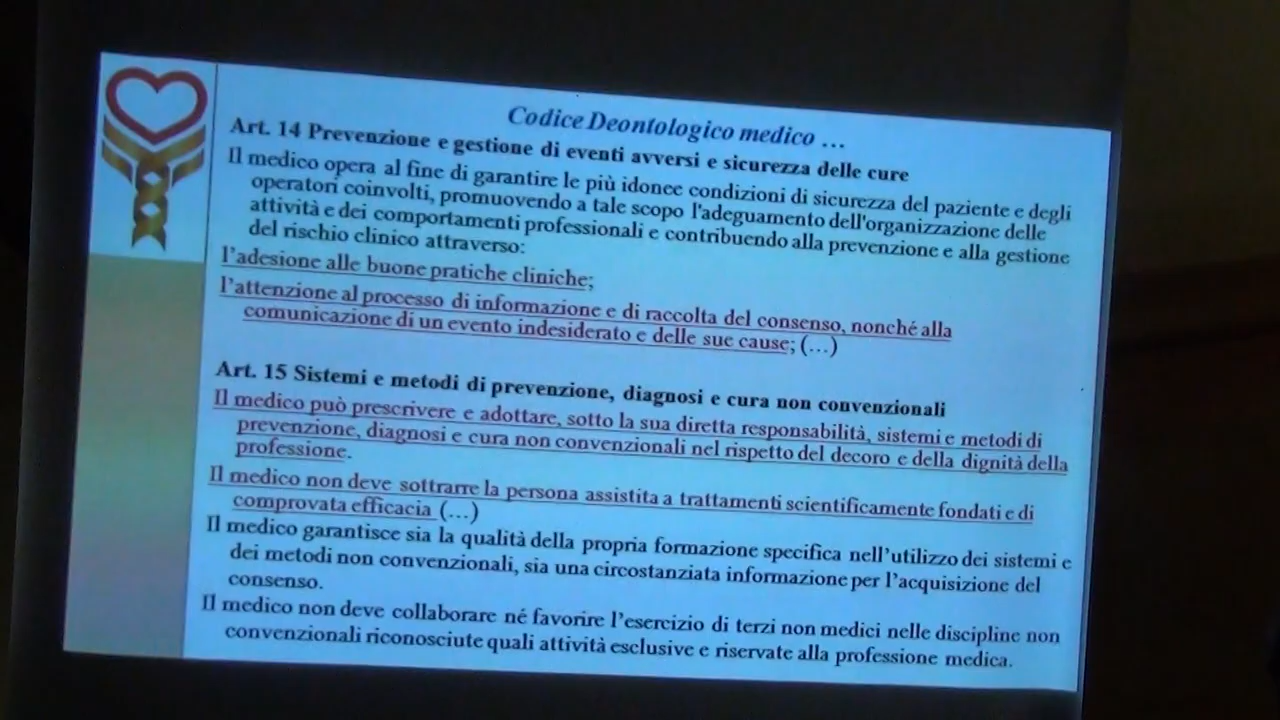 Codice Deontologico medico ...
Art. 14 Prevenzione e gestione di eventi avversi e sicurezza delle cure
Il medico opera al fine di garantire le più idonee condizioni di sicurezza del paziente e degli
operatori coinvolti, promuovendo a tale scopo l'adeguamento dell'organizzazione delle
attività e dei comportamenti professionali e contribuendo alla prevenzione e alla gestione
del rischio clinico attraverso:
l'adesione alle buone pratiche cliniche;
l'attenzione al processo di informazione e di raccolta del consenso, nonché alla
comunicazione di un evento indesiderato e delle sue cause; (...)
Art. 15 Sistemi e metodi di prevenzione, diagnosi e cura non convenzionali
Il medico può prescrivere e adottare, sotto la sua diretta responsabilità, sistemi e metodi di
prevenzione, diagnosi e cura non convenzionali nel rispetto del decoro e della dignità della
professione.
Il medico non deve sottrarre la persona assistita a trattamenti scientificamente fondati e di
comprovata efficacia (...)
Il medico garantisce sia la qualità della propria formazione specifica nell'utilizzo dei sistemi e
dei metodi non convenzionali, sia una circostanziata informazione per l'acquisizione del
consenso.
Il medico non deve collaborare né favorire l'esercizio di terzi non medici nelle discipline non
convenzionali riconosciute quali attività esclusive e riservate alla professione medica.